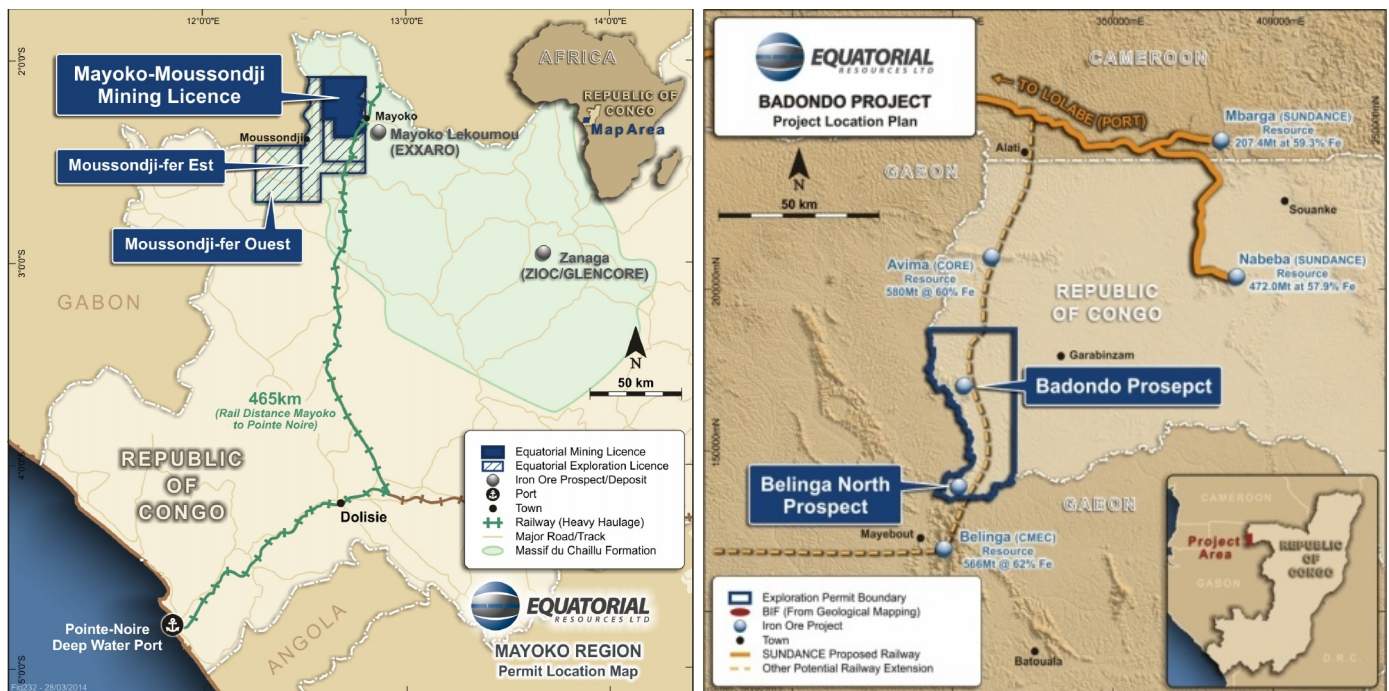 12°0'0"E
13°0'0"E
14°0'0"E
2°0'0"S
3°0'0"S
4°0'0"S
5°0'0"S
Mayoko-Moussondji
Mining Licence
Mayoko
Moussondji
Mayoko Lekoumou
(EXXARO)
Moussondji-fer Est
Moussondji-fer Ouest
AFRICA
REPUBLIC OF
CONGO
Map Area
Zanaga
(ZIOC/GLENCORE)
GABON
N
50 km
465km
(Rail Distance Mayoko
to Pointe Noire)
REPUBLIC
OF
CONGO
Dolisie
Equatorial Mining Licence
Equatorial Exploration Licence
Iron Ore Prospect/Deposit
Port
Town
Railway (Heavy Haulage)
Major Road/Track
Massif du Chaillu Formation
EQUATORIAL
RESOURCES LTD
MAYOKO REGION
Permit Location Map
Pointe-Noire
Deep Water Port
ANGOLA
Fig232 - 28/03/2014
EQUATORIAL
RESOURCES LTD
BADONDO PROJECT
Project Location Plan
350000mE
400000mE
250000mN
200000mN
150000mN
CAMEROON
TO LOLABE (PORT)
Mbarga (SUNDANCE)
Resource
207.4Mt at 59.3% Fe
Alati
GABON
N
50 km
Souanke
Avima (CORE)
Resource
580Mt @ 60% Fe
Nabeba (SUNDANCE)
Resource
472.0Mt at 57.9% Fe
REPUBLIC
OF CONGO
Garabinzam
Badondo Prosepct
Belinga North
Prospect
GABON
Mayebout
Belinga (CMEC)
Resource
566Mt @ 62% Fe
Exploration Permit Boundary
BIF (From Geological Mapping)
Iron Ore Project
Town
SUNDANCE Proposed Railway
Other Potential Railway Extension
Batouala
CAMEROON
Project
Area
REPUBLIC
OF
CONGO
GABON
D.R.C.